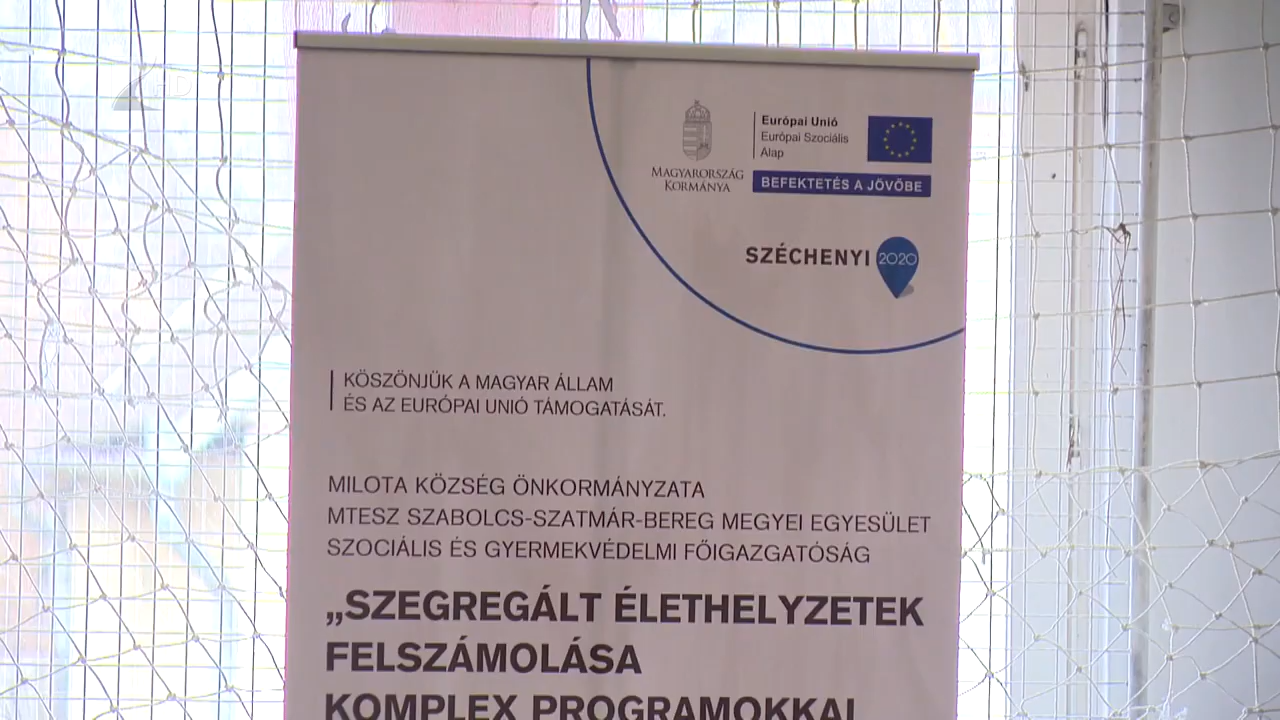 HD
MAGYARORSZÁG
KORMÁNYA
Európai Unió
Európai Szociális
Alap
BEFEKTETÉS A JÖVŐBE
SZÉCHENYI 2020
KÖSZÖNJÜK A MAGYAR ÁLLAM
ÉS AZ EURÓPAI UNIÓ TÁMOGATÁSÁT.
MILOTA KÖZSÉG ÖNKORMÁNYZATA
MTESZ SZABOLCS-SZATMÁR-BEREG MEGYEI EGYESÜLET
SZOCIÁLIS ÉS GYERMEKVÉDELMI FŐIGAZGATÓSÁG
„SZEGREGÁLT ÉLETHELYZETEK
FELSZÁMOLÁSA
KOMPLEX PROGRAMOKKAL